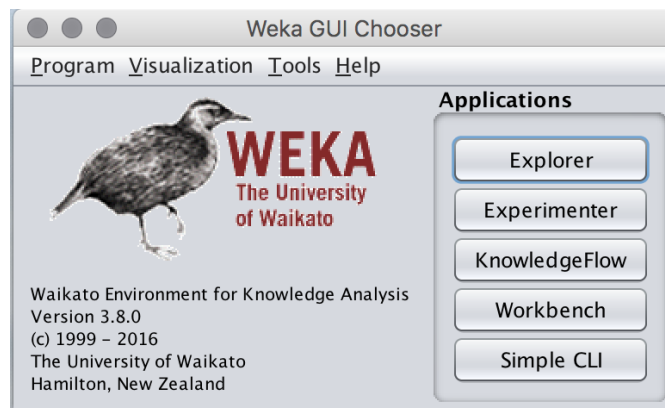 Weka GUI Chooser
Program Visualization Tools Help
WEKA
The University
of Waikato
Waikato Environment for Knowledge Analysis
Version 3.8.0
(c) 1999 – 2016
The University of Waikato
Hamilton, New Zealand
Applications
Explorer
Experimenter
KnowledgeFlow
Workbench
Simple CLI